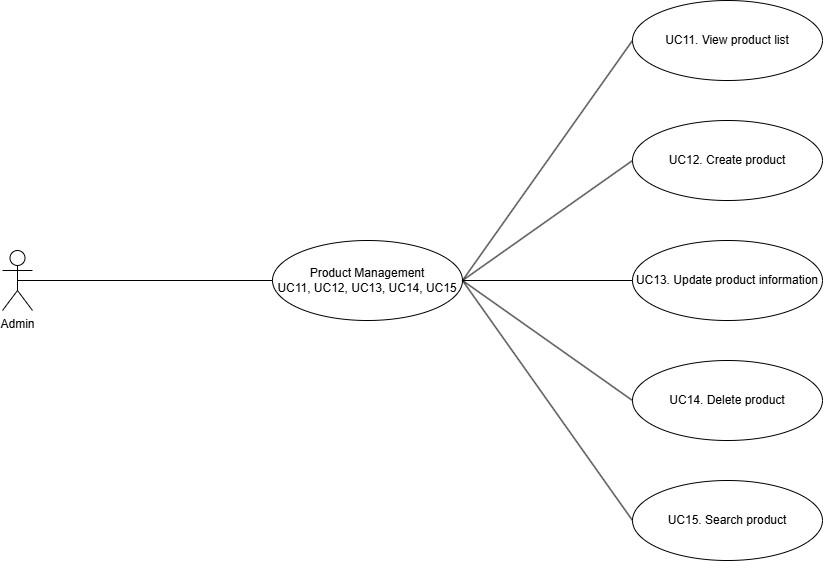 UC11. View product list
UC12. Create product
Product Management
UC11, UC12, UC13, UC14, UC15
UC13. Update product information
Admin
UC14. Delete product
UC15. Search product